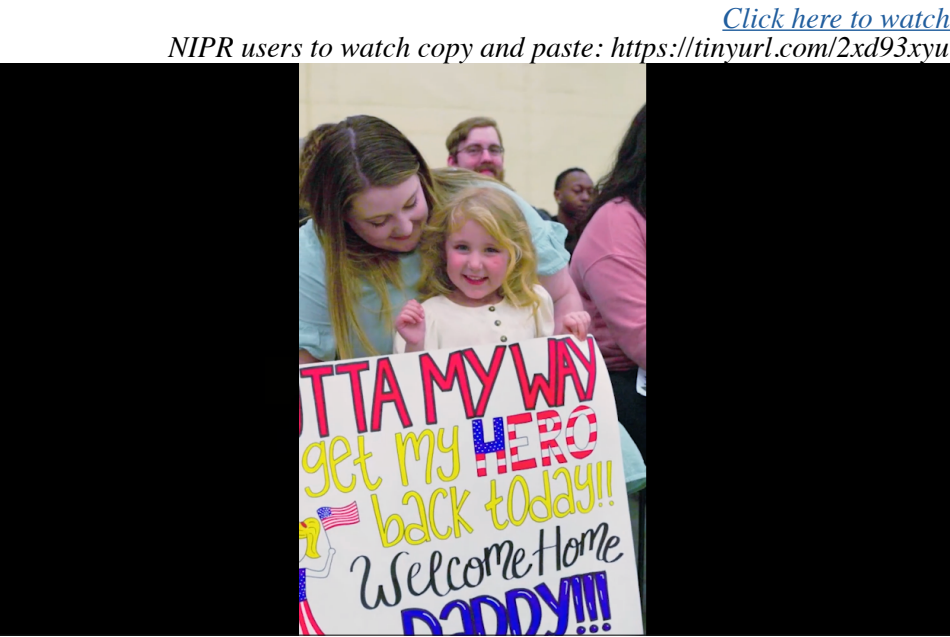 Click here to watch
NIPR users to watch copy and paste: https://tinyurl.com/2xd93xyu
TTA MY WAY
get my HERO
back today!!
Welcome Home
DADDY!!!